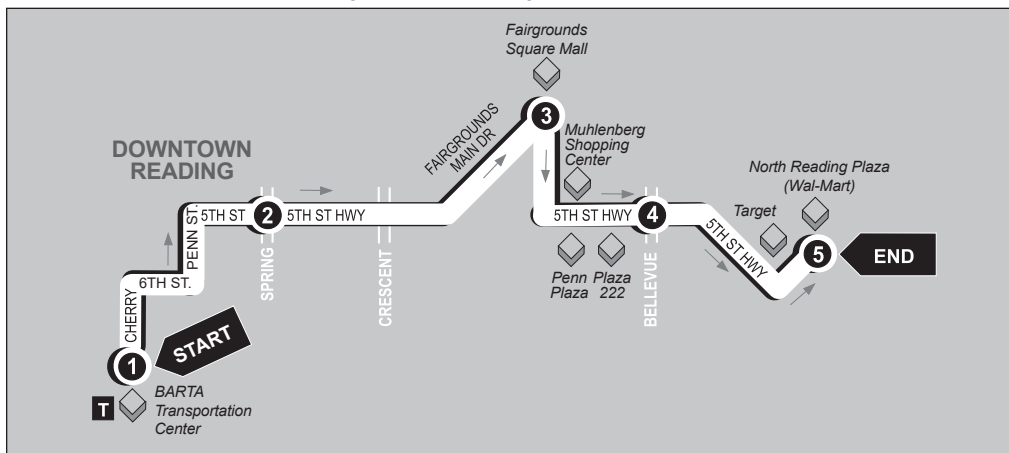 Fairgrounds
Square Mall
3
FAIRGROUNDS
MAIN DR
Muhlenberg
Shopping
Center
DOWNTOWN
READING
North Reading Plaza
(Wal-Mart)
Target
PENN ST.
5TH ST
2
5TH ST HWY
5TH ST HWY
4
5TH ST HWY
5
END
SPRING
CRESCENT
Penn
Plaza
Plaza
222
BELLEVUE
6TH ST.
CHERRY
START
1
T
BARTA
Transportation
Center